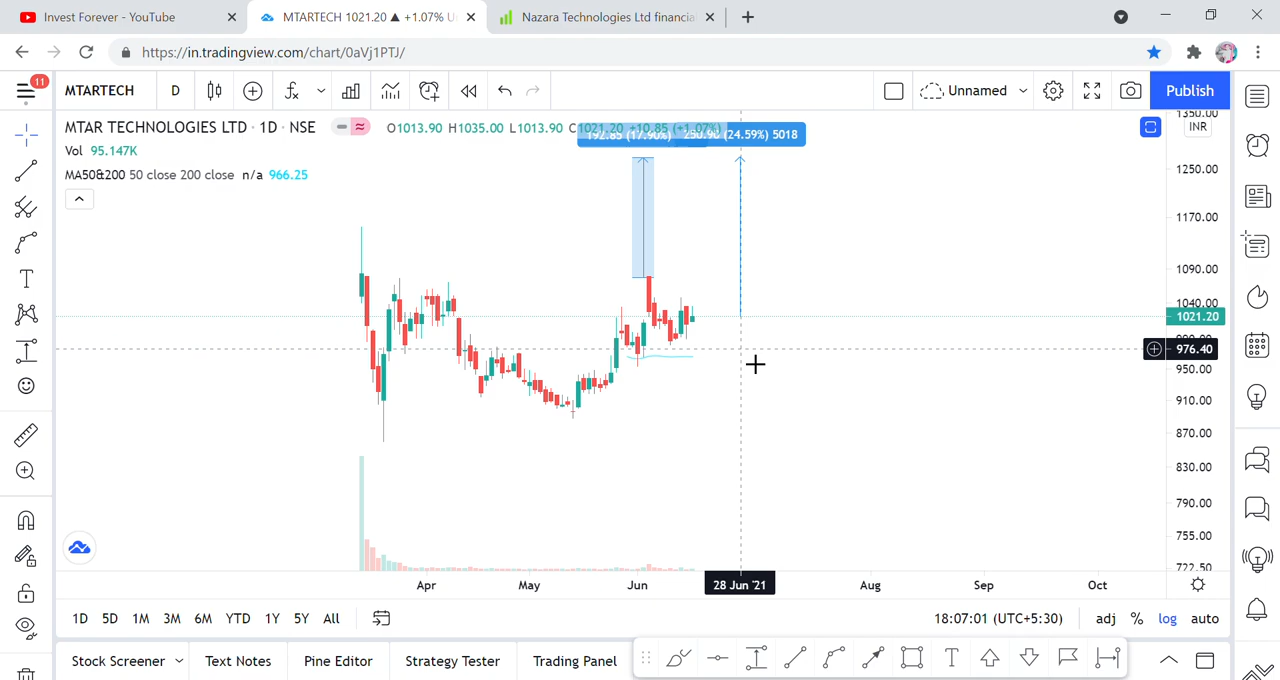 Invest Forever - YouTube
MTARTECH 1021.20 ▲ +1.07% U
Nazara Technologies Ltd financia
https://in.tradingview.com/chart/0aVj1PTJ/
11
MTARTECH
D
Unnamed
Publish
MTAR TECHNOLOGIES LTD · 1D · NSE
O1013.90 H1035.00 L1013.90 C1021.20 +10.85 (+1.07%)
192.85 (17.90%)
250.90 (24.59%) 5018
Vol 95.147K
MA50&200 50 close 200 close n/a 966.25
1350.00
INR
1250.00
1170.00
1090.00
1040.00
1021.20
976.40
950.00
910.00
870.00
830.00
790.00
755.00
722.50
Apr
May
Jun
28 Jun '21
Aug
Sep
Oct
1D 5D 1M 3M 6M YTD 1Y 5Y All
18:07:01 (UTC+5:30)
adj % log auto
Stock Screener
Text Notes
Pine Editor
Strategy Tester
Trading Panel